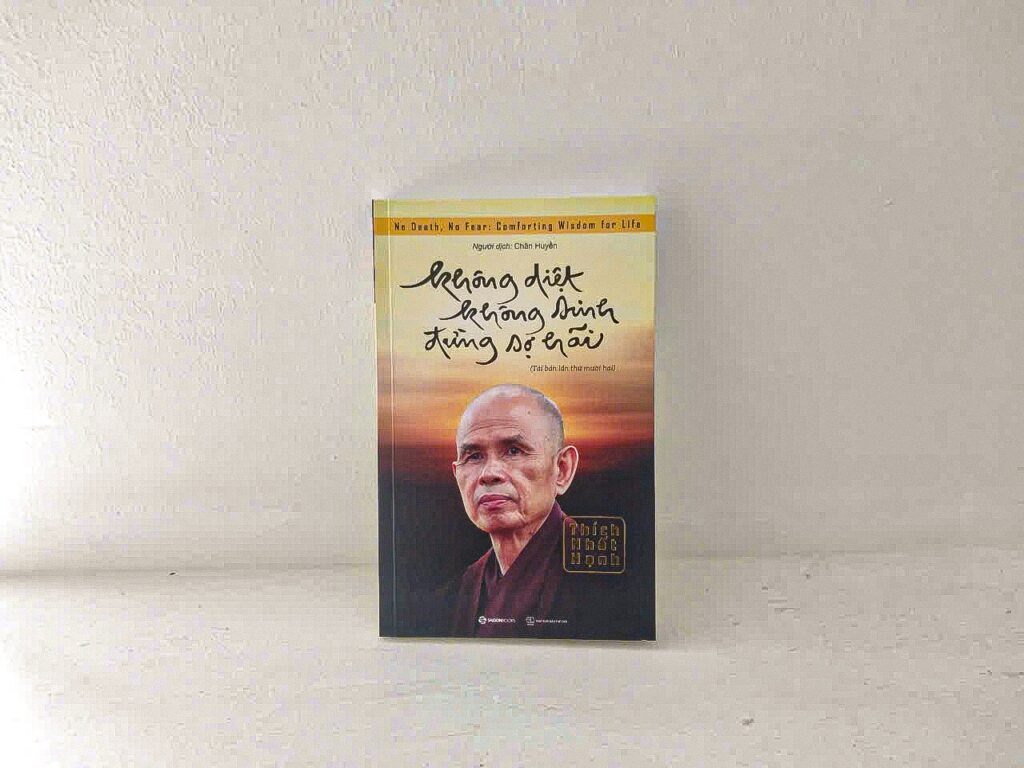 No Death, No Fear: Comforting Wisdom for Life
Người dịch: Chân Huyền
không diệt
không sinh
đừng sợ hãi
(Tái bản lần thứ mười hai)
Thích
Nhất
Hạnh
SAIGONBOOKS